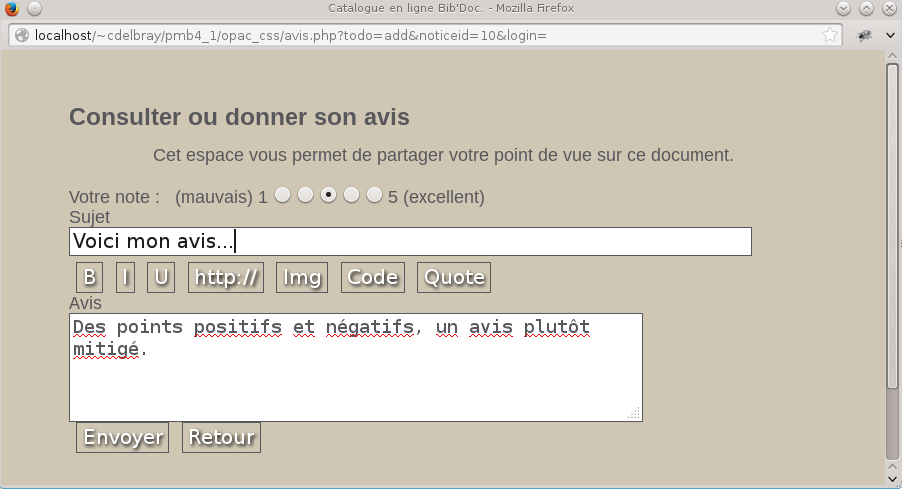 Catalogue en ligne Bib'Doc. - Mozilla Firefox
localhost/~cdelbray/pmb4_1/opac_css/avis.php?todo=add&noticeid=10&login=
Consulter ou donner son avis
Cet espace vous permet de partager votre point de vue sur ce document.
Votre note : (mauvais) 1 5 (excellent)
Sujet
Voici mon avis...
B I U http:// Img Code Quote
Avis
Des points positifs et négatifs, un avis plutôt
mitigé.
Envoyer Retour